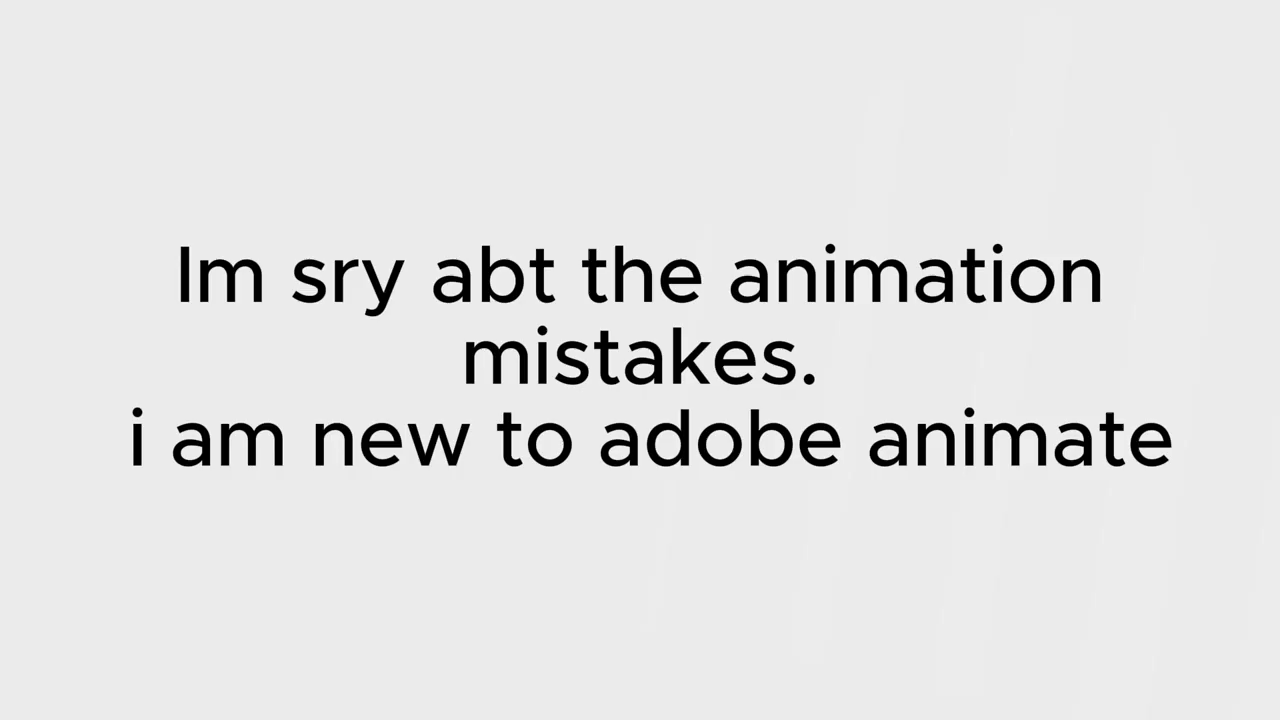 Im sry abt the animation
mistakes.
i am new to adobe animate